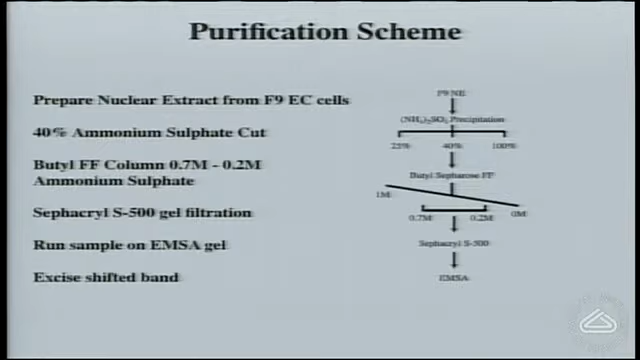 Purification Scheme
Prepare Nuclear Extract from F9 EC cells
40% Ammonium Sulphate Cut
Butyl FF Column 0.7M - 0.2M
Ammonium Sulphate
Sephacryl S-500 gel filtration
Run sample on EMSA gel
Excise shifted band
F9 NE
Precipitation
25% 40% 100%
Butyl Sepharose FF
1M
0M
0.7M 0.2M
Sephacryl S-500
EMSA